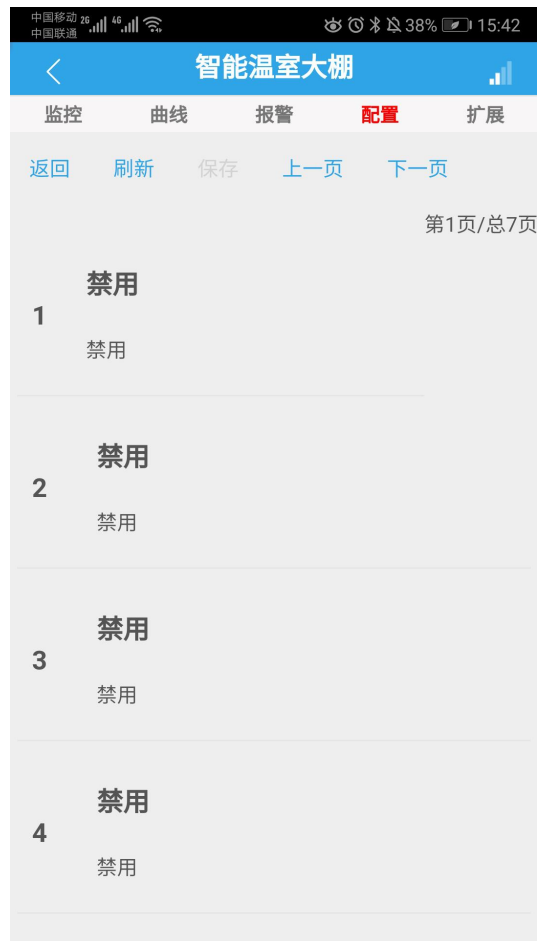 中国移动 26 46 38% 15:42
中国联通
智能温室大棚
监控 曲线 报警 配置 扩展
返回 刷新 保存 上一页 下一页
第1页/总7页
禁用
1
禁用
禁用
2
禁用
禁用
3
禁用
禁用
4
禁用